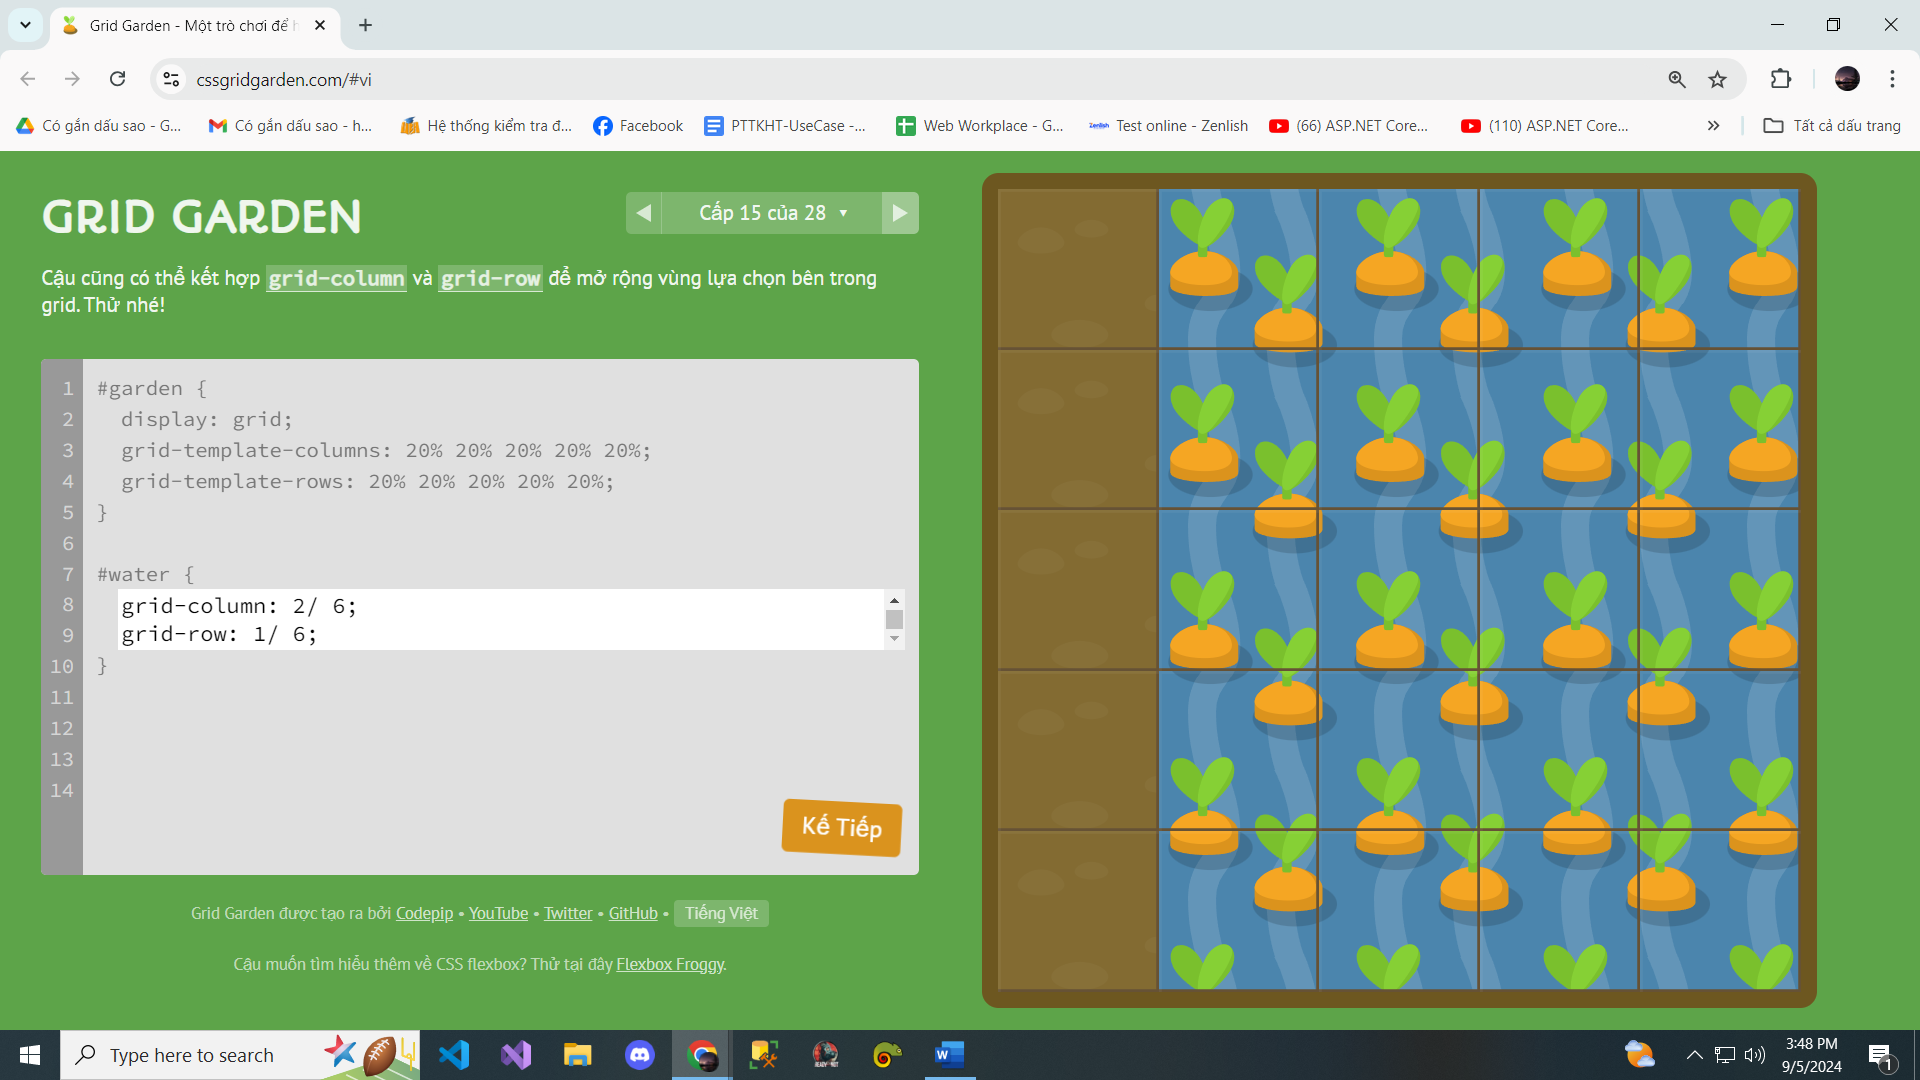 Grid Garden - Một trò chơi để h
cssgridgarden.com/#vi
Có gắn dấu sao - G...
Có gắn dấu sao - h...
Hệ thống kiểm tra đ...
Facebook
PTTKHT-UseCase -...
Web Workplace - G...
Zenlish
Test online - Zenlish
(66) ASP.NET Core...
(110) ASP.NET Core...
Tất cả dấu trang
GRID GARDEN
Cấp 15 của 28
Cậu cũng có thể kết hợp grid-column và grid-row để mở rộng vùng lựa chọn bên trong
grid. Thử nhé!
1 #garden {
2 display: grid;
3 grid-template-columns: 20% 20% 20% 20% 20%;
4 grid-template-rows: 20% 20% 20% 20% 20%;
5 }
6
7 #water {
8 grid-column: 2/ 6;
9 grid-row: 1/ 6;
10 }
11
12
13
14
Kế Tiếp
Grid Garden được tạo ra bởi Codepip • YouTube • Twitter • GitHub • Tiếng Việt
Cậu muốn tìm hiểu thêm về CSS flexbox? Thử tại đây Flexbox Froggy.
Type here to search
READY OR NOT
W
3:48 PM
9/5/2024
1